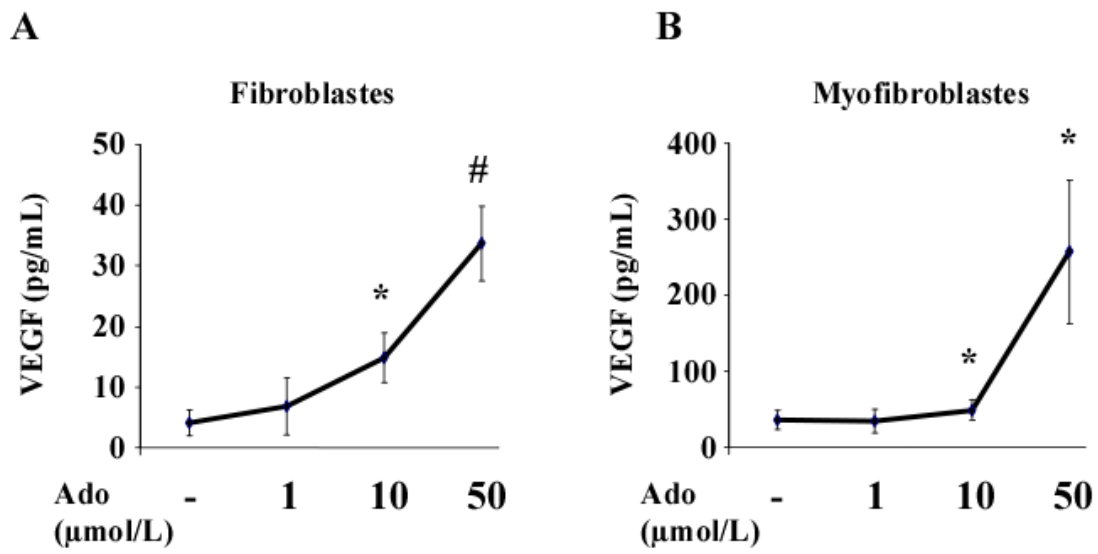 A
Fibroblastes
VEGF (pg/mL)
50
40
30
20
10
0
*
#
Ado - 1 10 50
(µmol/L)
B
Myofibroblastes
VEGF (pg/mL)
400
300
200
100
0
*
*
Ado - 1 10 50
(µmol/L)